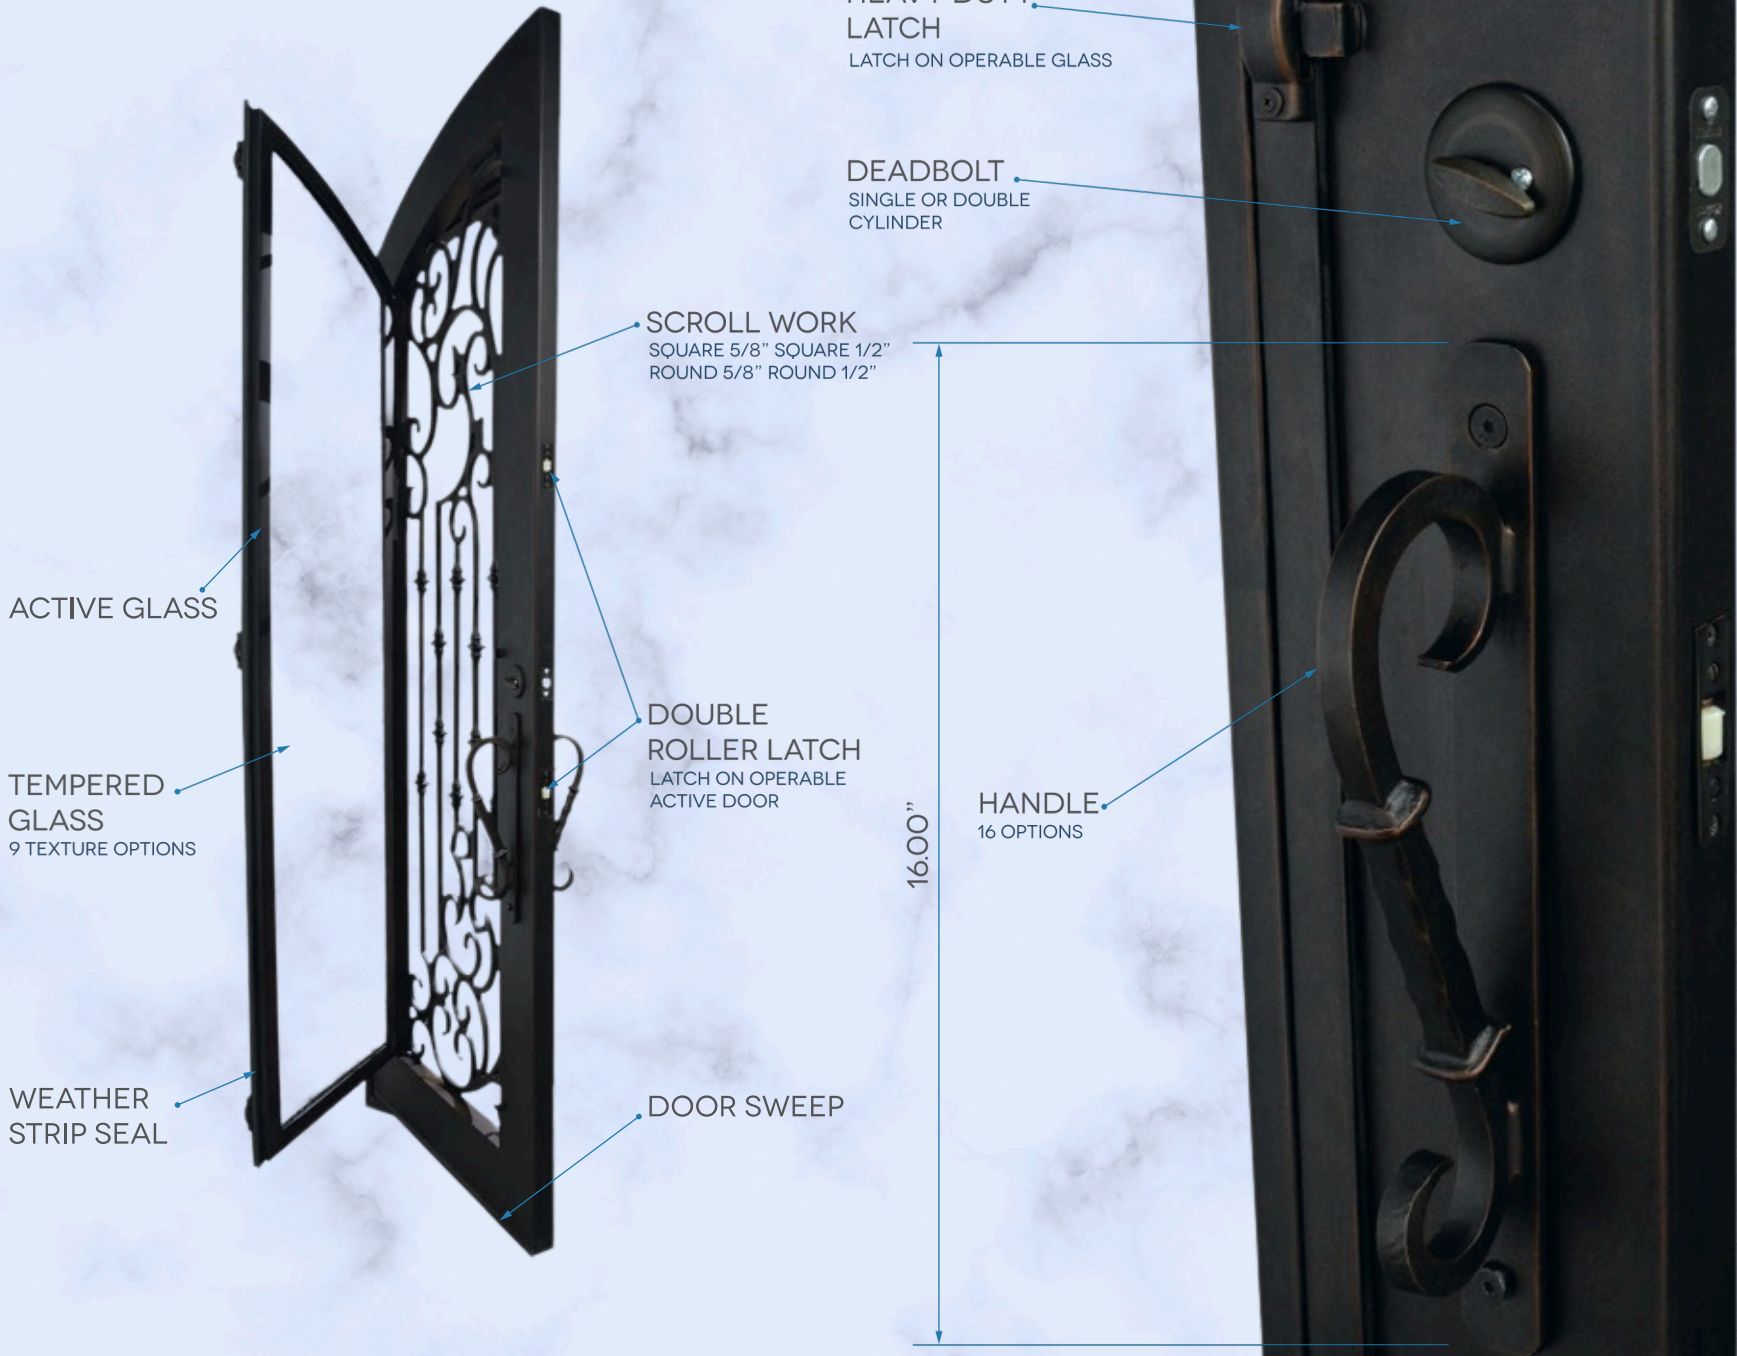 HEAVY DUTY
LATCH
LATCH ON OPERABLE GLASS
DEADBOLT
SINGLE OR DOUBLE
CYLINDER
SCROLL WORK
SQUARE 5/8” SQUARE 1/2”
ROUND 5/8” ROUND 1/2”
ACTIVE GLASS
DOUBLE
ROLLER LATCH
LATCH ON OPERABLE
ACTIVE DOOR
TEMPERED
GLASS
9 TEXTURE OPTIONS
HANDLE
16 OPTIONS
16.00”
WEATHER
STRIP SEAL
DOOR SWEEP